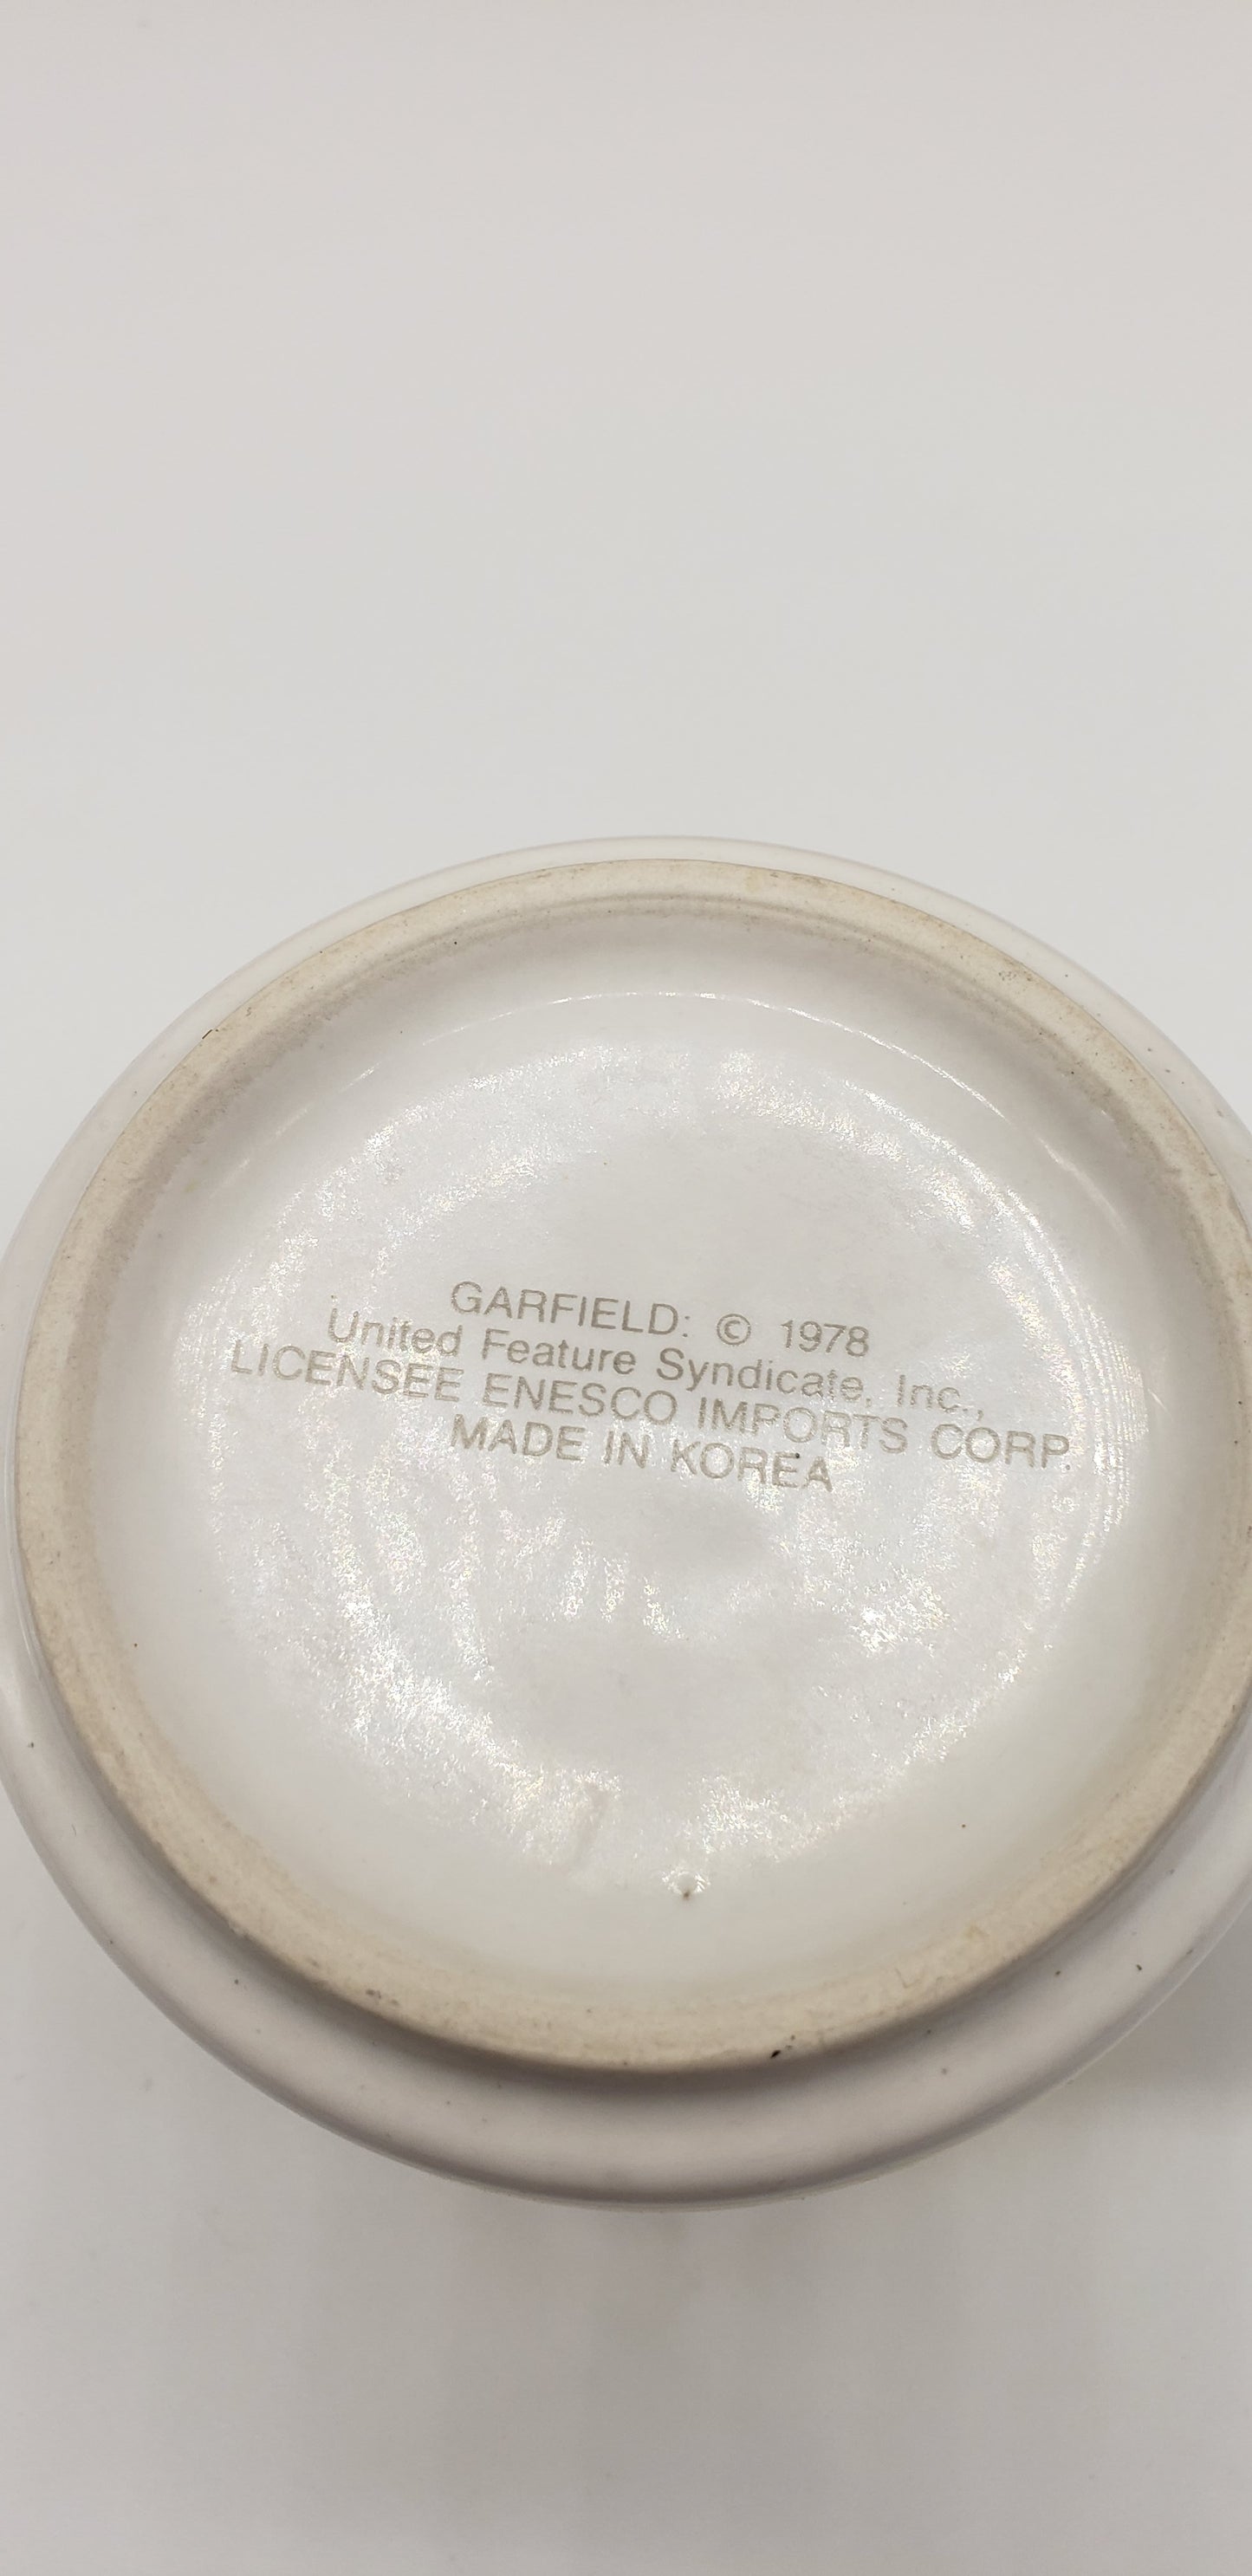 GARFIELD: © 1978
United Feature Syndicate, Inc.,
LICENSEE ENESCO IMPORTS CORP.
MADE IN KOREA